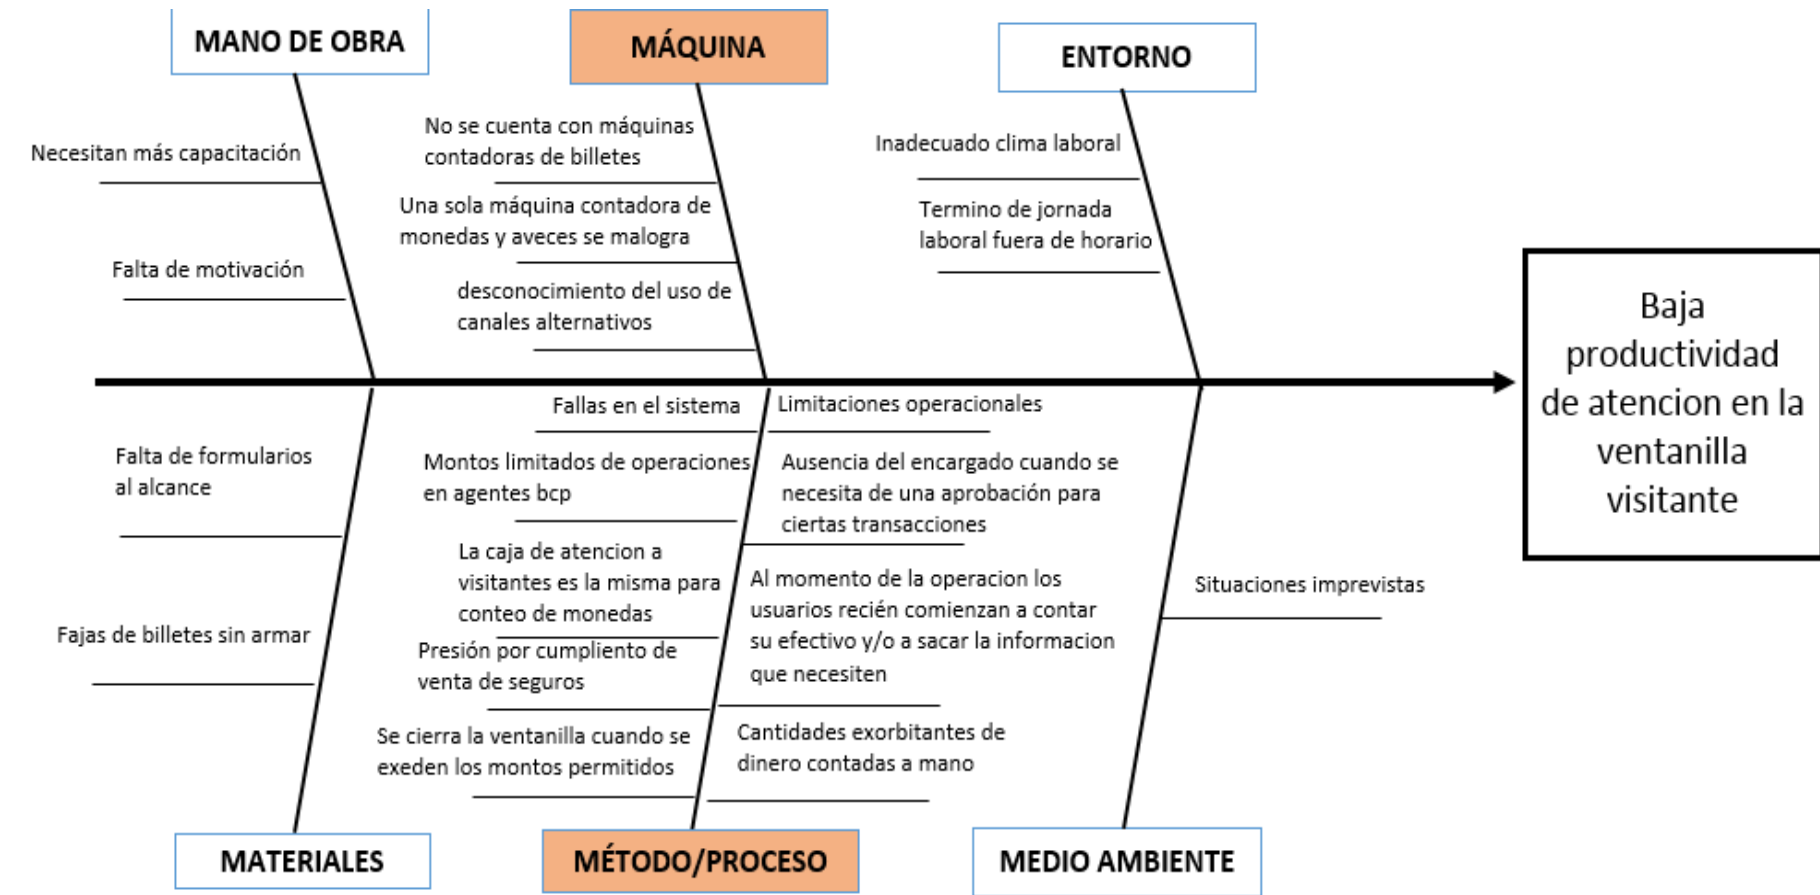 MANO DE OBRA
MÁQUINA
ENTORNO
Necesitan más capacitación
Falta de motivación
No se cuenta con máquinas
contadoras de billetes
Una sola máquina contadora de
monedas y aveces se malogra
desconocimiento del uso de
canales alternativos
Inadecuado clima laboral
Termino de jornada
laboral fuera de horario
Baja
productividad
de atencion en la
ventanilla
visitante
Falta de formularios
al alcance
Fajas de billetes sin armar
Fallas en el sistema
Montos limitados de operaciones
en agentes bcp
La caja de atencion a
visitantes es la misma para
conteo de monedas
Presión por cumpliento de
venta de seguros
Se cierra la ventanilla cuando se
exeden los montos permitidos
Limitaciones operacionales
Ausencia del encargado cuando se
necesita de una aprobación para
ciertas transacciones
Al momento de la operacion los
usuarios recién comienzan a contar
su efectivo y/o a sacar la informacion
que necesiten
Cantidades exorbitantes de
dinero contadas a mano
Situaciones imprevistas
MATERIALES
MÉTODO/PROCESO
MEDIO AMBIENTE